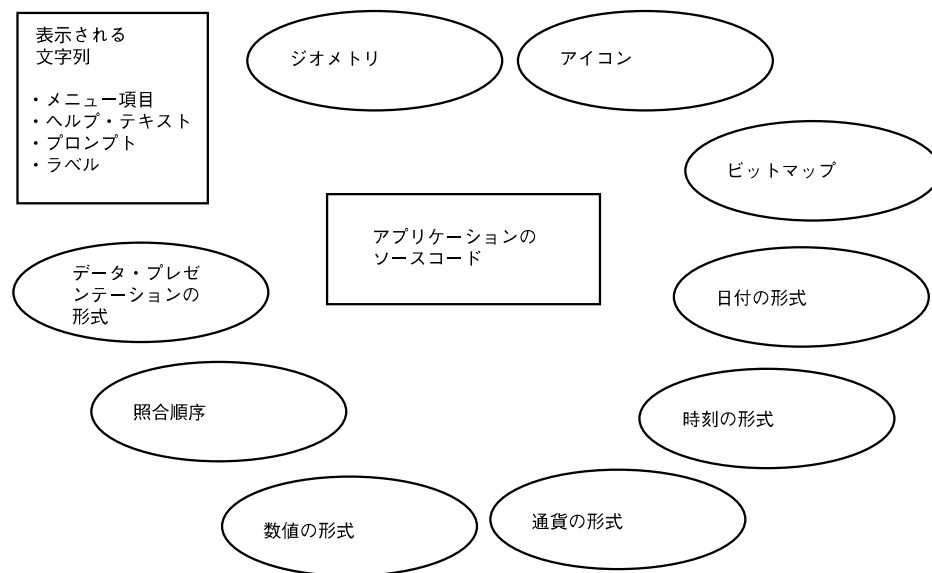 表示される
文字列
・メニュー項目
・ヘルプ・テキスト
・プロンプト
・ラベル
ジオメトリ
アイコン
ビットマップ
アプリケーションの
ソースコード
データ・プレゼ
ンテーションの
形式
日付の形式
照合順序
時刻の形式
数値の形式
通貨の形式